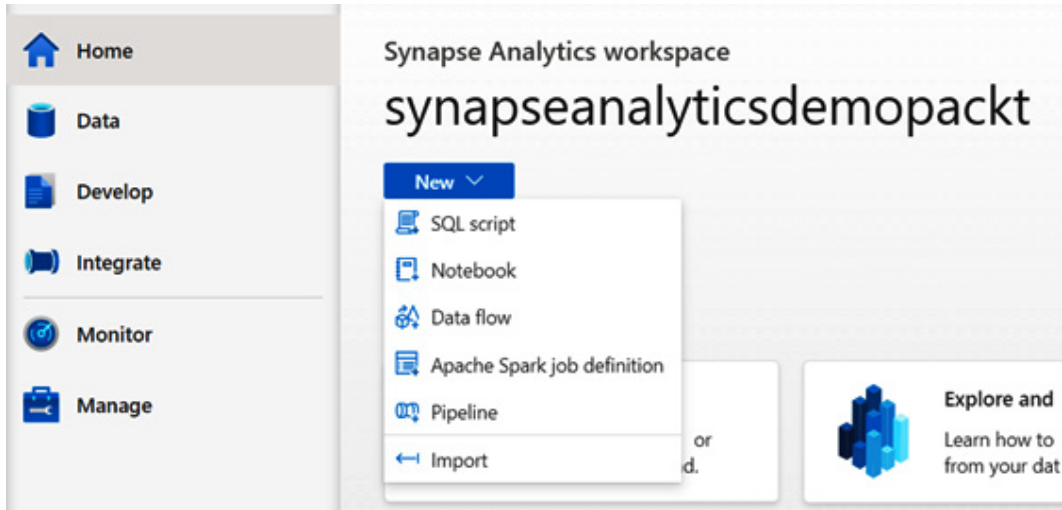 Home
Data
Develop
Integrate
Monitor
Manage
Synapse Analytics workspace
synapseanalyticsdemopackt
New
SQL script
Notebook
Data flow
Apache Spark job definition
Pipeline
Import
or
d.
Explore and
Learn how to
from your dat